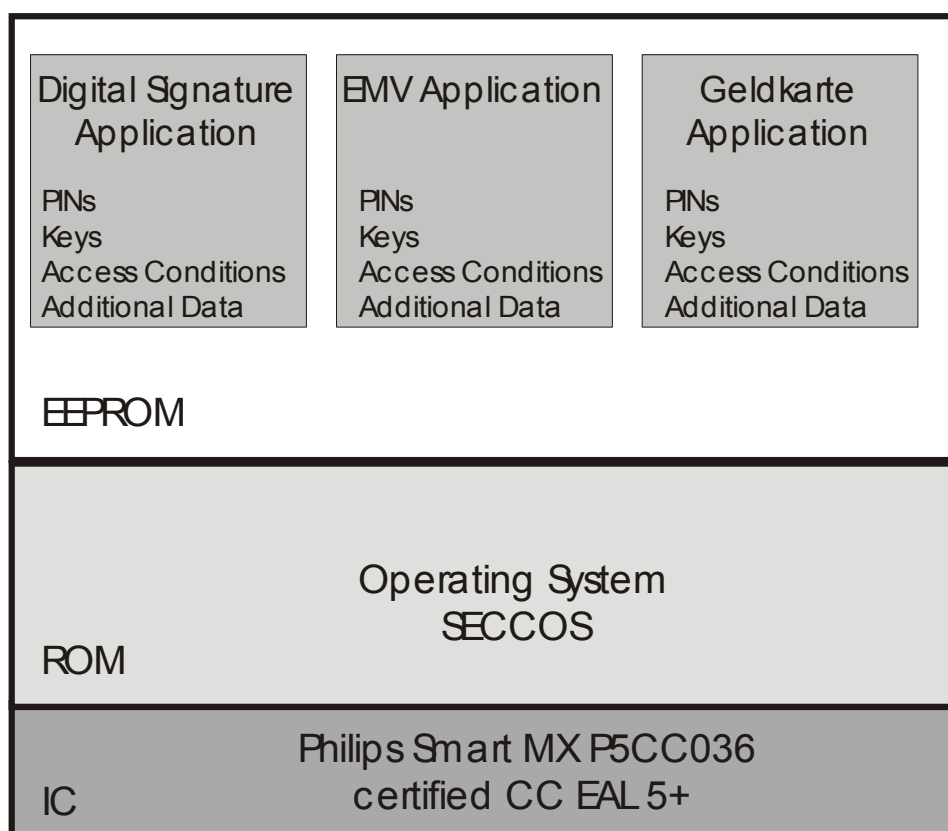 Digital Signature
Application
PINs
Keys
Access Conditions
Additional Data
EMV Application
PINs
Keys
Access Conditions
Additional Data
Geldkarte
Application
PINs
Keys
Access Conditions
Additional Data
EEPROM
Operating System
SECCOS
ROM
Philips Smart MX P5CC036
certified CC EAL 5+
IC